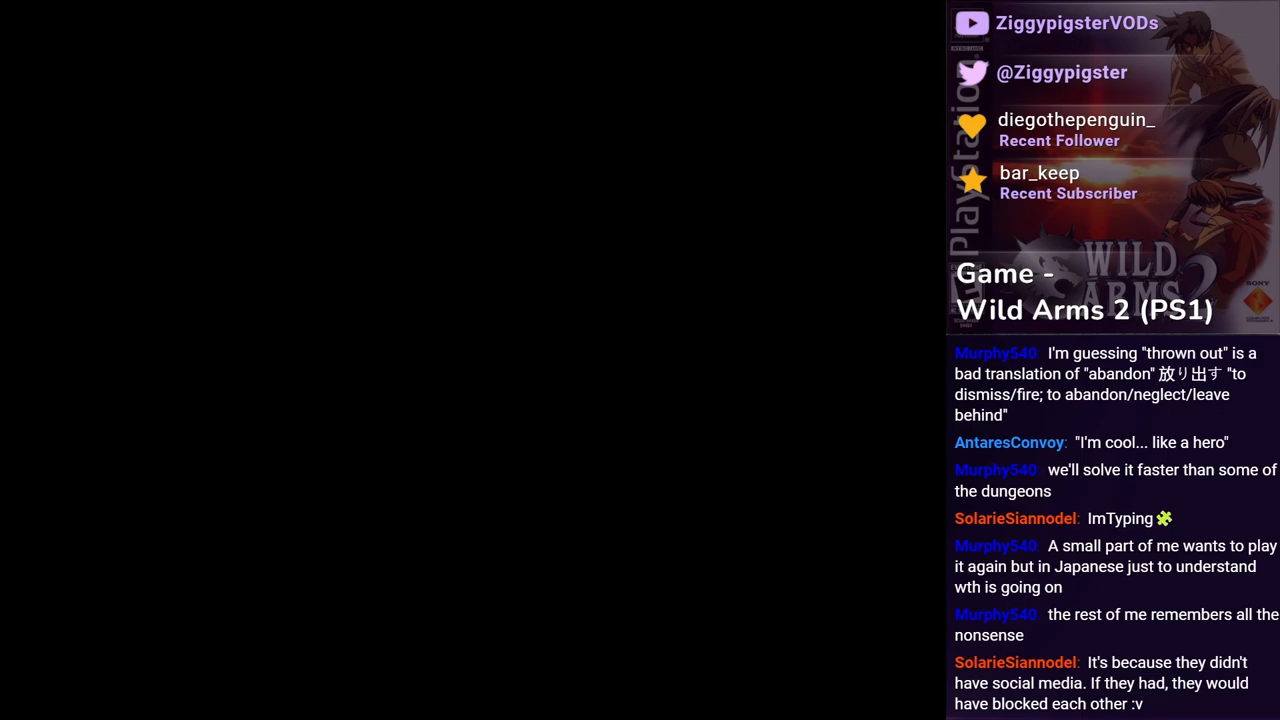 ZiggypigsterVODs
@Ziggypigster
diegothepenguin_
Recent Follower
bar_keep
Recent Subscriber
PlayStation
WILD
ARMS 2
SONY
Game -
Wild Arms 2 (PS1)
Murphy540: I'm guessing "thrown out" is a
bad translation of "abandon" 放り出す "to
dismiss/fire; to abandon/neglect/leave
behind"
AntaresConvoy: "I'm cool... like a hero"
Murphy540: we'll solve it faster than some of
the dungeons
SolarieSiannodel: ImTyping🧩
Murphy540: A small part of me wants to play
it again but in Japanese just to understand
wth is going on
Murphy540: the rest of me remembers all the
nonsense
SolarieSiannodel: It's because they didn't
have social media. If they had, they would
have blocked each other :v